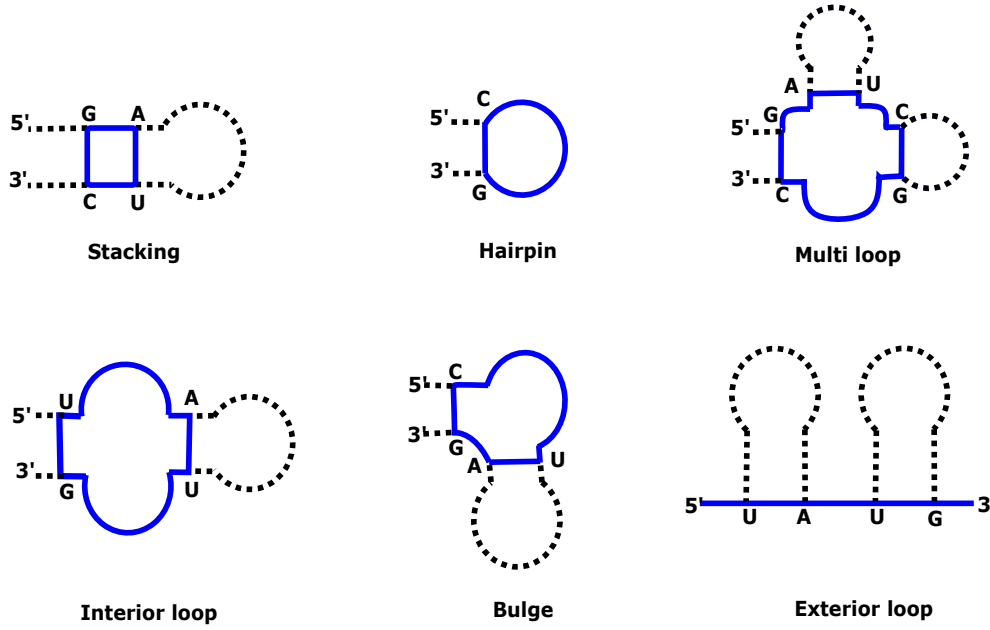 G A
5'
3'
C U
Stacking
C
5'
3'
G
Hairpin
A U
G C
5'
3'
C G
Multi loop
U A
5'
3'
G U
Interior loop
C
5'
3'
G
A U
Bulge
5' 3
U A U G
Exterior loop